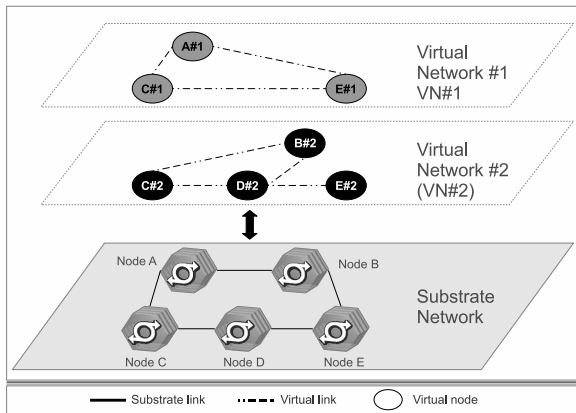 A#1
Virtual
Network #1
VN#1
C#1
E#1
B#2
Virtual
Network #2
(VN#2)
C#2
D#2
E#2
Node A
Node B
Substrate
Network
Node C
Node D
Node E
Substrate link
Virtual link
Virtual node